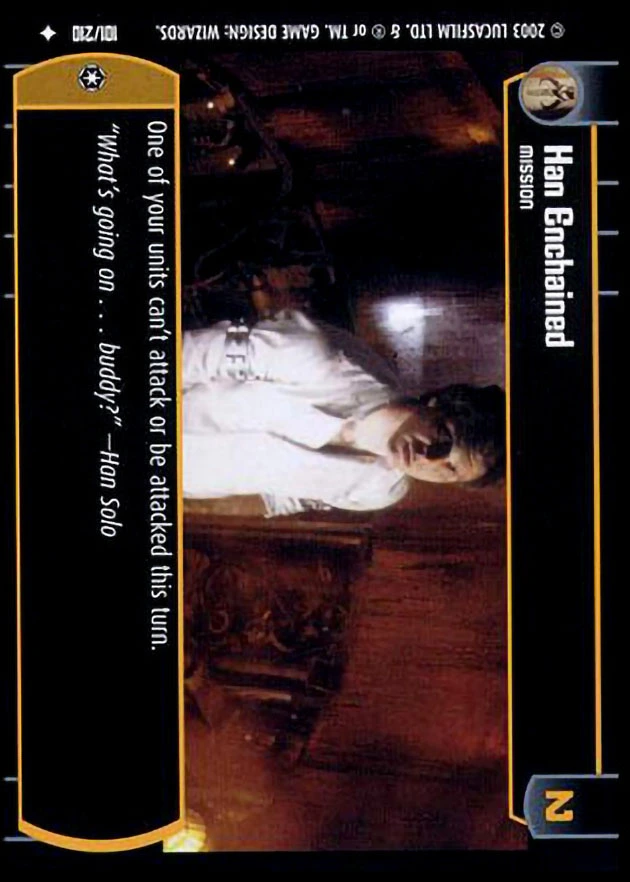 Han Enchained
MISSION
2
One of your units can't attack or be attacked this turn.
"What's going on . . . buddy?" –Han Solo
© 2003 LUCASFILM LTD. & ® or TM. GAME DESIGN: WIZARDS.
101/210